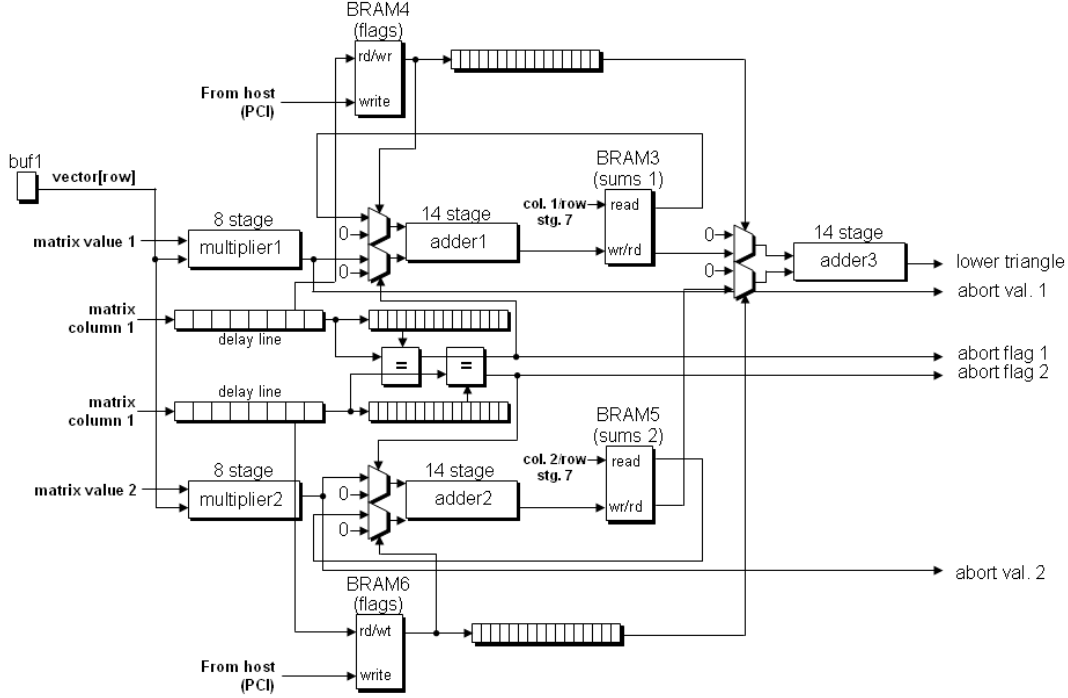 BRAM4
(flags)
rd/wr
From host
(PCI)
write
buf1
vector[row]
BRAM3
(sums 1)
col. 1/row
stg. 7
read
wr/rd
8 stage
matrix value 1
multiplier1
0
0
14 stage
adder1
0
0
14 stage
adder3
lower triangle
abort val. 1
matrix
column 1
delay line
=
=
abort flag 1
abort flag 2
matrix
column 1
delay line
BRAM5
(sums 2)
col. 2/row
stg. 7
read
wr/rd
8 stage
matrix value 2
multiplier2
0
0
14 stage
adder2
abort val. 2
BRAM6
(flags)
rd/wt
From host
(PCI)
write